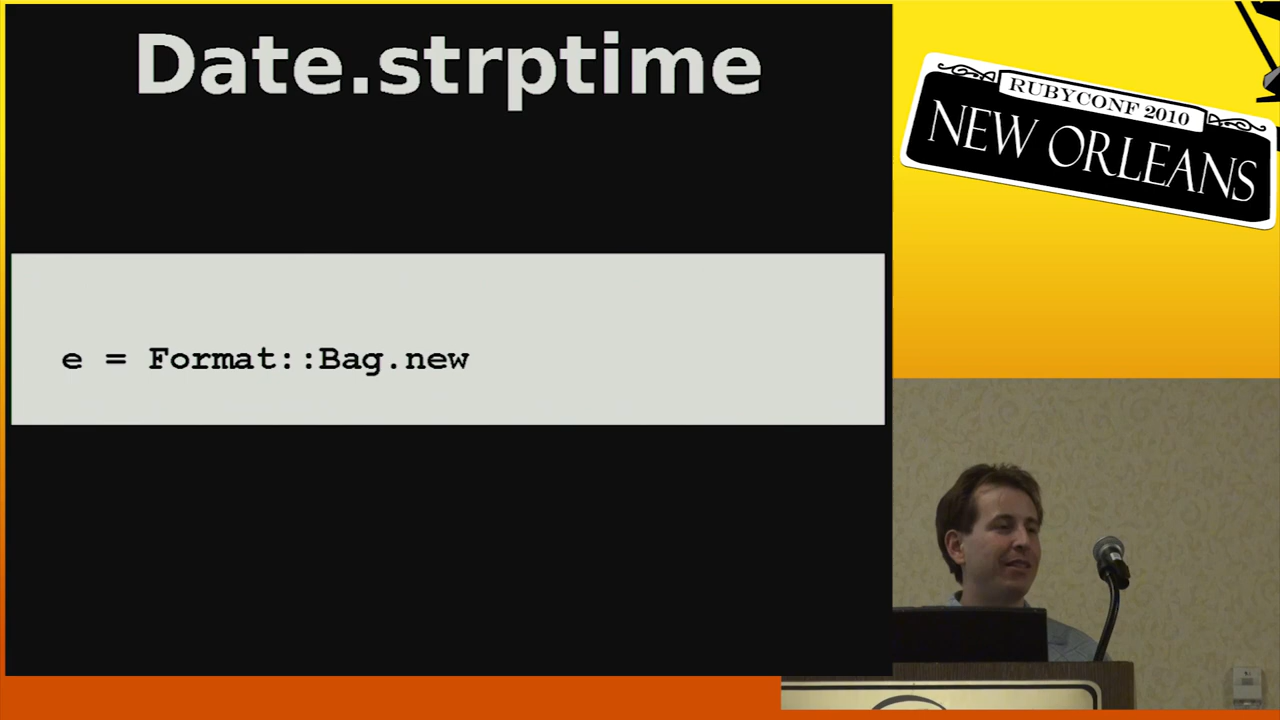 Date.strptime
RUBYCONF 2010
NEW ORLEANS
e = Format::Bag.new